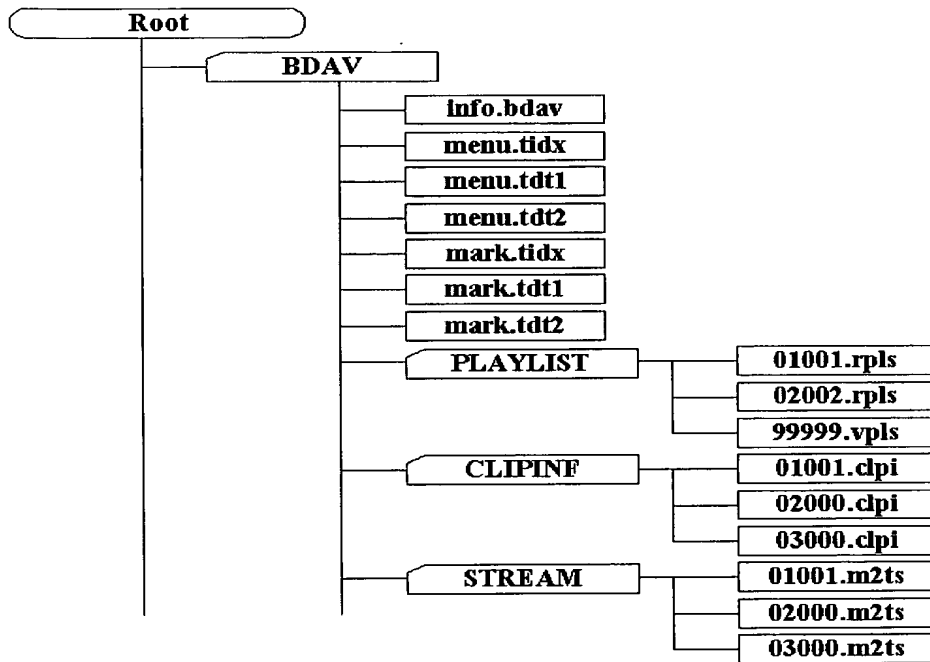 Root
BDAV
info.bdav
menu.tidx
menu.tdt1
menu.tdt2
mark.tidx
mark.tdt1
mark.tdt2
PLAYLIST
01001.rpls
02002.rpls
99999.vpls
CLIPINF
01001.clpi
02000.clpi
03000.clpi
STREAM
01001.m2ts
02000.m2ts
03000.m2ts